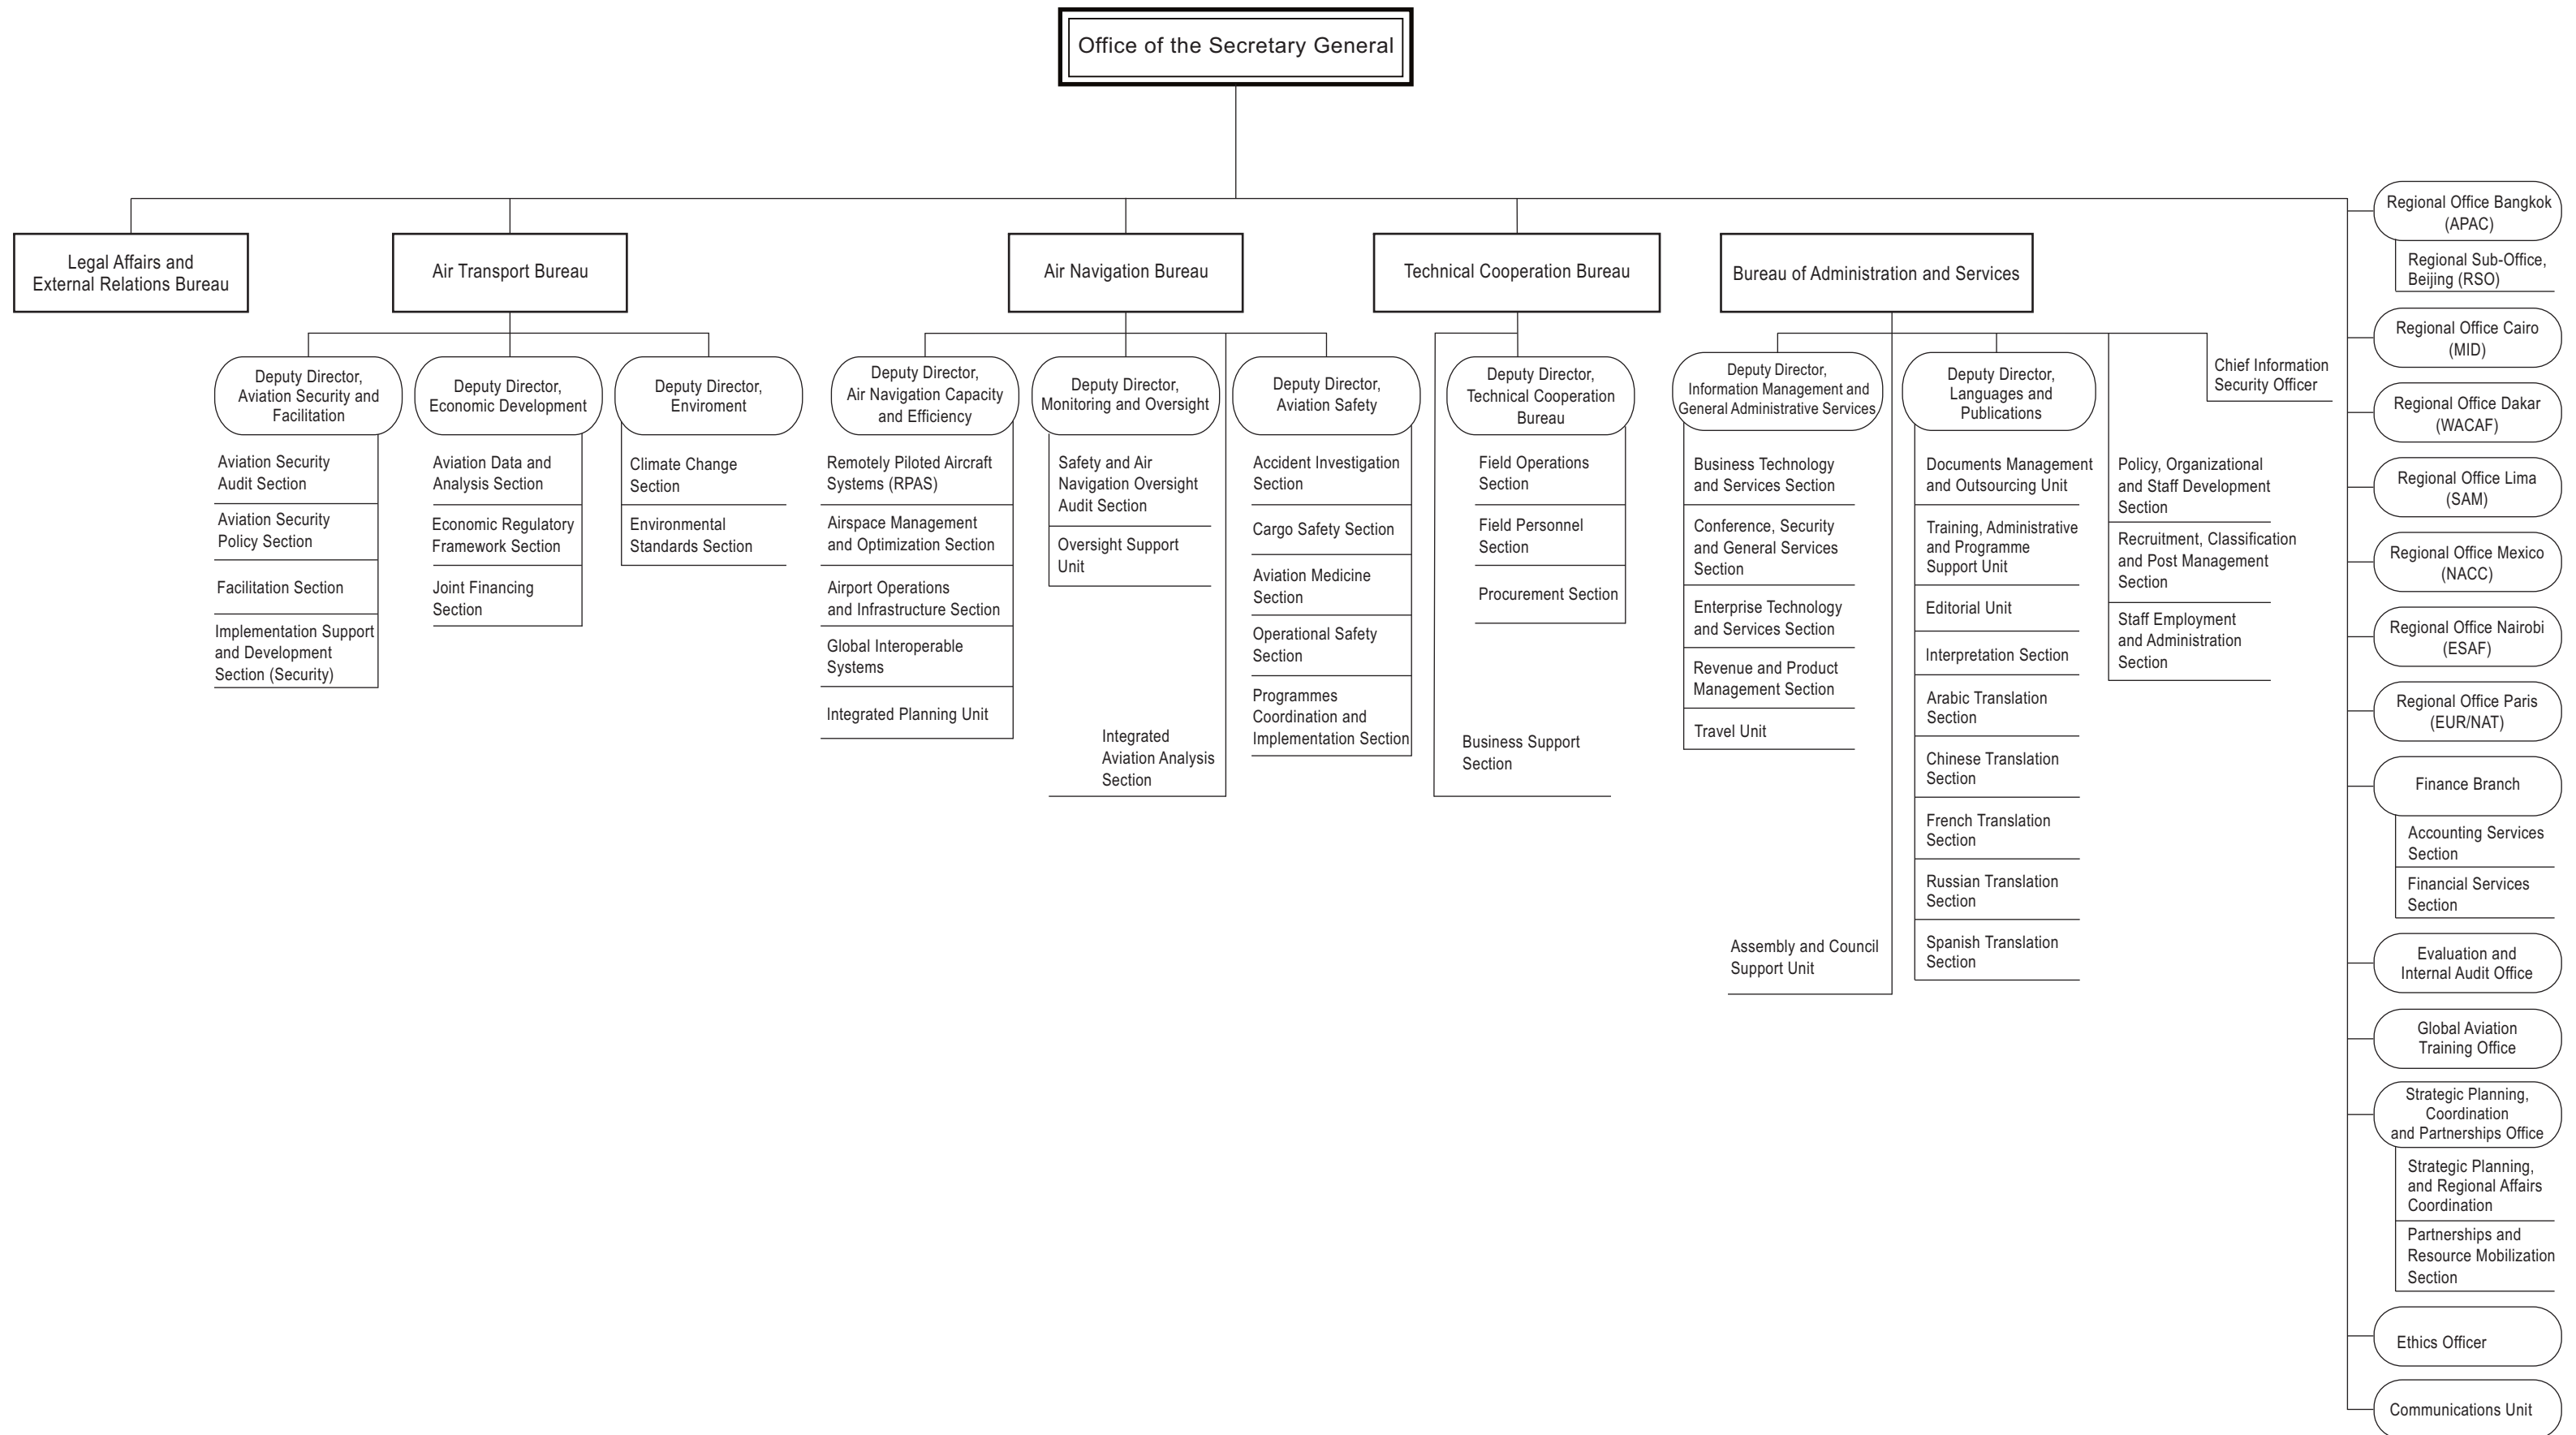 Office of the Secretary General
Legal Affairs and
External Relations Bureau
Air Transport Bureau
Deputy Director,
Aviation Security and
Facilitation
Aviation Security
Audit Section
Aviation Security
Policy Section
Facilitation Section
Implementation Support
and Development
Section (Security)
Deputy Director,
Economic Development
Aviation Data and
Analysis Section
Economic Regulatory
Framework Section
Joint Financing
Section
Deputy Director,
Enviroment
Climate Change
Section
Environmental
Standards Section
Air Navigation Bureau
Deputy Director,
Air Navigation Capacity
and Efficiency
Remotely Piloted Aircraft
Systems (RPAS)
Airspace Management
and Optimization Section
Airport Operations
and Infrastructure Section
Global Interoperable
Systems
Integrated Planning Unit
Deputy Director,
Monitoring and Oversight
Safety and Air
Navigation Oversight
Audit Section
Oversight Support
Unit
Integrated
Aviation Analysis
Section
Deputy Director,
Aviation Safety
Accident Investigation
Section
Cargo Safety Section
Aviation Medicine
Section
Operational Safety
Section
Programmes
Coordination and
Implementation Section
Technical Cooperation Bureau
Deputy Director,
Technical Cooperation
Bureau
Field Operations
Section
Field Personnel
Section
Procurement Section
Business Support
Section
Bureau of Administration and Services
Deputy Director,
Information Management and
General Administrative Services
Business Technology
and Services Section
Conference, Security
and General Services
Section
Enterprise Technology
and Services Section
Revenue and Product
Management Section
Travel Unit
Assembly and Council
Support Unit
Deputy Director,
Languages and
Publications
Documents Management
and Outsourcing Unit
Training, Administrative
and Programme
Support Unit
Editorial Unit
Interpretation Section
Arabic Translation
Section
Chinese Translation
Section
French Translation
Section
Russian Translation
Section
Spanish Translation
Section
Policy, Organizational
and Staff Development
Section
Recruitment, Classification
and Post Management
Section
Staff Employment
and Administration
Section
Chief Information
Security Officer
Regional Office Bangkok
(APAC)
Regional Sub-Office,
Beijing (RSO)
Regional Office Cairo
(MID)
Regional Office Dakar
(WACAF)
Regional Office Lima
(SAM)
Regional Office Mexico
(NACC)
Regional Office Nairobi
(ESAF)
Regional Office Paris
(EUR/NAT)
Finance Branch
Accounting Services
Section
Financial Services
Section
Evaluation and
Internal Audit Office
Global Aviation
Training Office
Strategic Planning,
Coordination
and Partnerships Office
Strategic Planning,
and Regional Affairs
Coordination
Partnerships and
Resource Mobilization
Section
Ethics Officer
Communications Unit